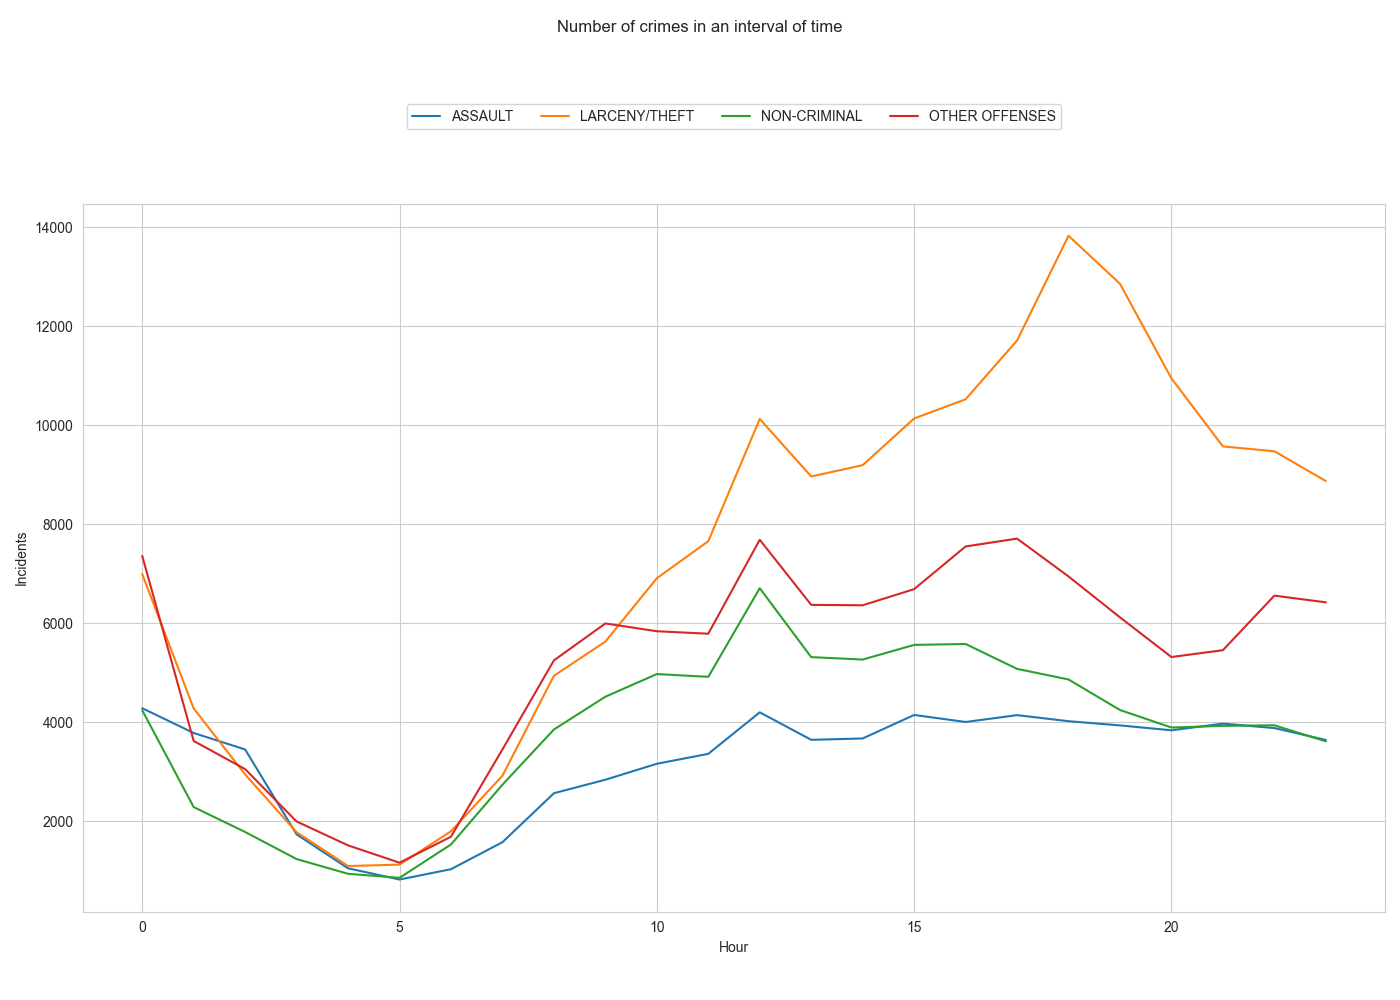 Number of crimes in an interval of time
ASSAULT LARCENY/THEFT NON-CRIMINAL OTHER OFFENSES
14000
12000
10000
8000
6000
4000
2000
Incidents
0 5 10 15 20
Hour